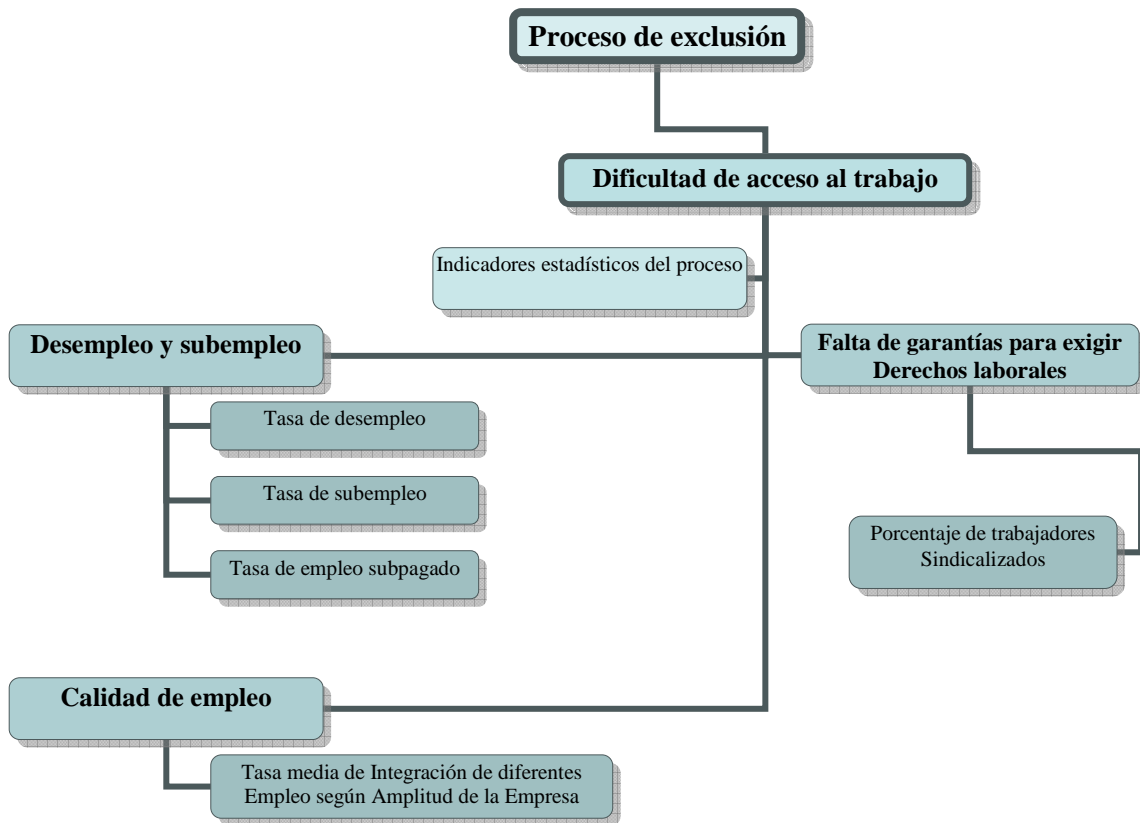 Proceso de exclusión
Dificultad de acceso al trabajo
Indicadores estadísticos del proceso
Desempleo y subempleo
Tasa de desempleo
Tasa de subempleo
Tasa de empleo subpagado
Falta de garantías para exigir
Derechos laborales
Porcentaje de trabajadores
Sindicalizados
Calidad de empleo
Tasa media de Integración de diferentes
Empleo según Amplitud de la Empresa